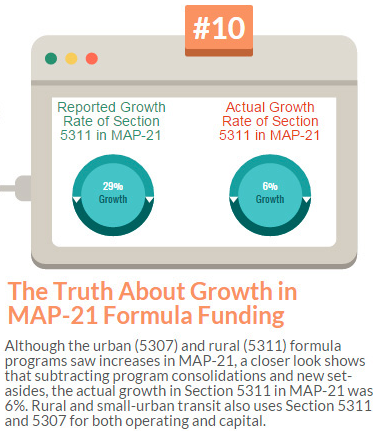 #10
Reported Growth
Rate of Section
5311 in MAP-21
Actual Growth
Rate of Section
5311 in MAP-21
29%
Growth
6%
Growth
The Truth About Growth in
MAP-21 Formula Funding
Although the urban (5307) and rural (5311) formula
programs saw increases in MAP-21, a closer look shows
that subtracting program consolidations and new set-
asides, the actual growth in Section 5311 in MAP-21 was
6%. Rural and small-urban transit also uses Section 5311
and 5307 for both operating and capital.